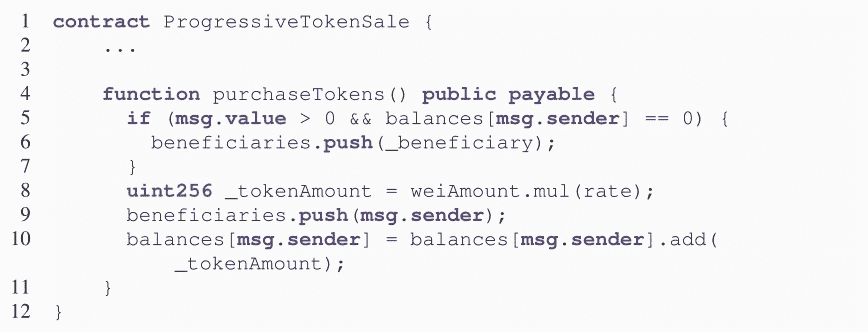 1 contract ProgressiveTokenSale {
2 ...
3
4 function purchaseTokens() public payable {
5 if (msg.value > 0 && balances[msg.sender] == 0) {
6 beneficiaries.push(_beneficiary);
7 }
8 uint256 _tokenAmount = weiAmount.mul(rate);
9 beneficiaries.push(msg.sender);
10 balances[msg.sender] = balances[msg.sender].add(
_tokenAmount);
11 }
12 }